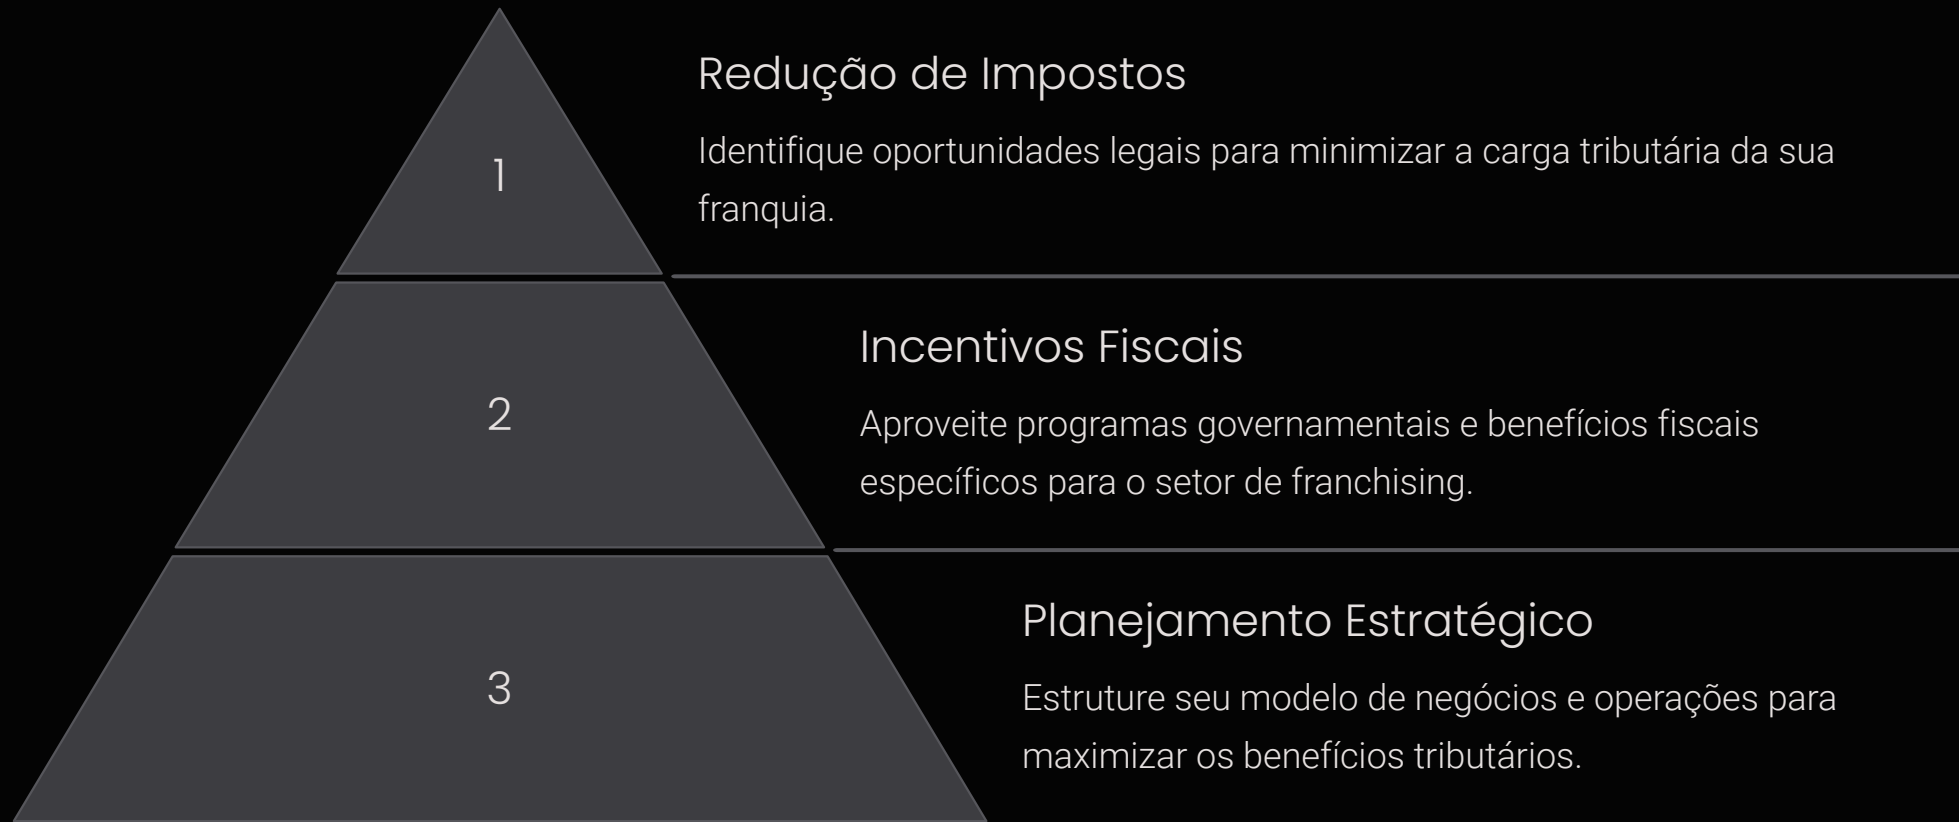 1
Redução de Impostos
Identifique oportunidades legais para minimizar a carga tributária da sua
franquia.
2
Incentivos Fiscais
Aproveite programas governamentais e benefícios fiscais
específicos para o setor de franchising.
3
Planejamento Estratégico
Estruture seu modelo de negócios e operações para
maximizar os benefícios tributários.